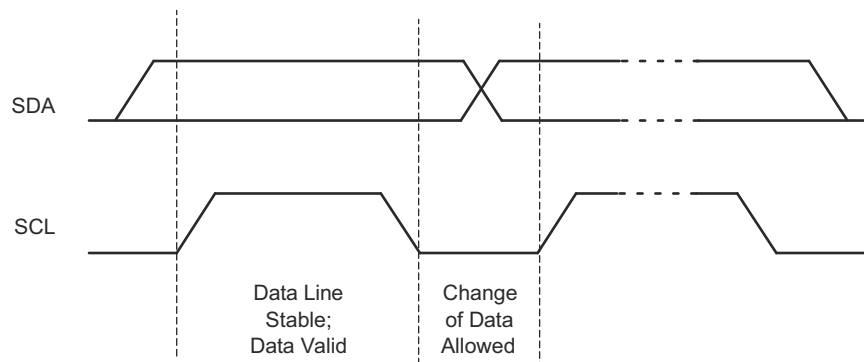 SDA
SCL
Data Line
Stable;
Data Valid
Change
of Data
Allowed